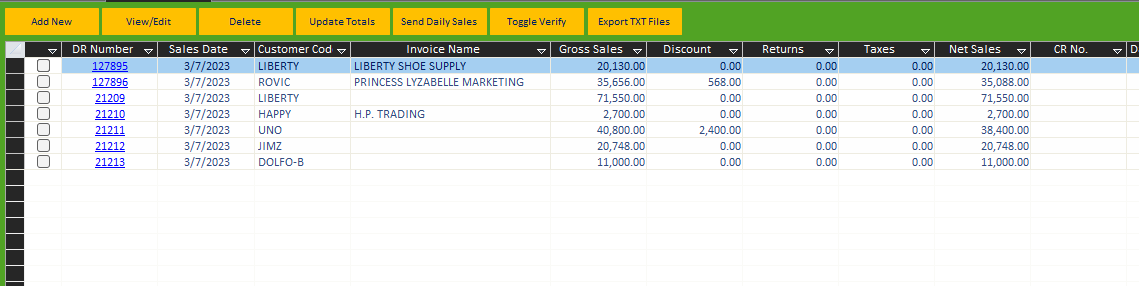 Add New View/Edit Delete Update Totals Send Daily Sales Toggle Verify Export TXT Files
DR Number Sales Date Customer Cod Invoice Name Gross Sales Discount Returns Taxes Net Sales CR No. D
127895 3/7/2023 LIBERTY LIBERTY SHOE SUPPLY 20,130.00 0.00 0.00 0.00 20,130.00
127896 3/7/2023 ROVIC PRINCESS LYZABELLE MARKETING 35,656.00 568.00 0.00 0.00 35,088.00
21209 3/7/2023 LIBERTY 71,550.00 0.00 0.00 0.00 71,550.00
21210 3/7/2023 HAPPY H.P. TRADING 2,700.00 0.00 0.00 0.00 2,700.00
21211 3/7/2023 UNO 40,800.00 2,400.00 0.00 0.00 38,400.00
21212 3/7/2023 JIMZ 20,748.00 0.00 0.00 0.00 20,748.00
21213 3/7/2023 DOLFO-B 11,000.00 0.00 0.00 0.00 11,000.00